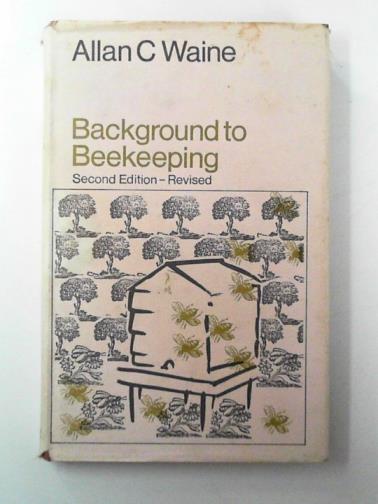 Allan C Waine
Background to
Beekeeping
Second Edition – Revised